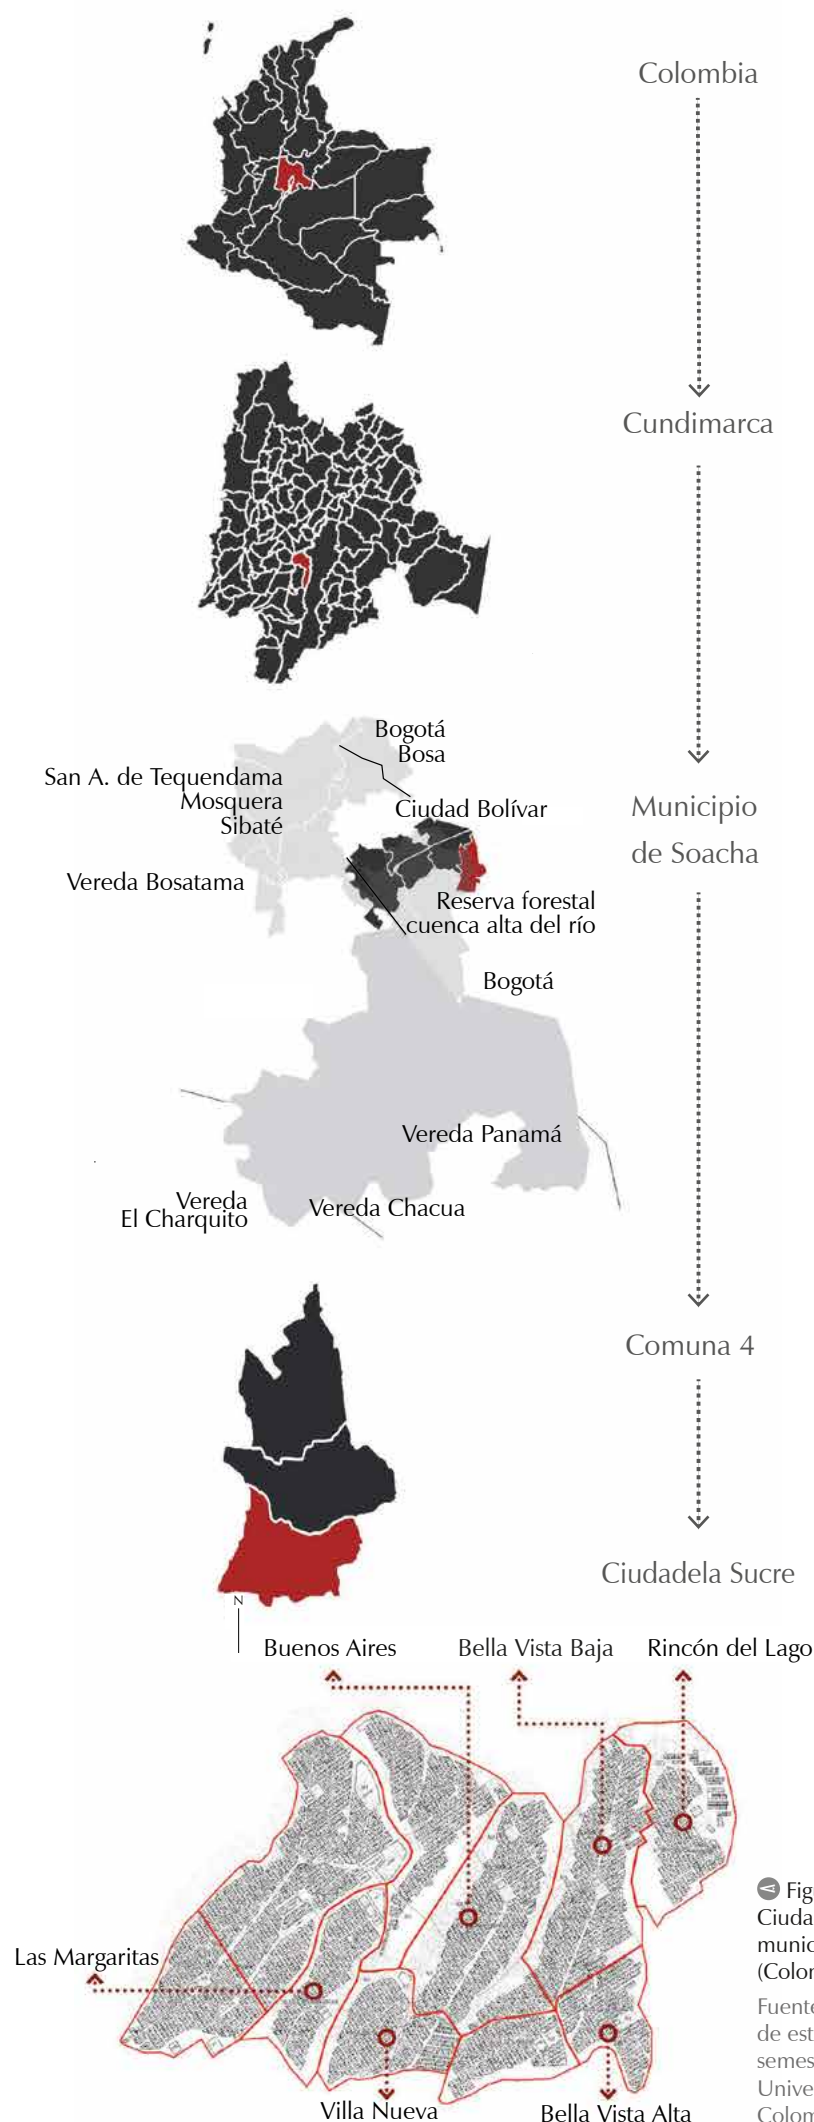 Colombia
Cundimarca
Bogotá
Bosa
San A. de Tequendama
Mosquera
Sibaté
Ciudad Bolívar
Municipio
de Soacha
Vereda Bosatama
Reserva forestal
cuenca alta del río
Bogotá
Vereda Panamá
Vereda
El Charquito
Vereda Chacua
Comuna 4
Ciudadela Sucre
N
Buenos Aires
Bella Vista Baja
Rincón del Lago
Las Margaritas
Villa Nueva
Bella Vista Alta
Fig
Ciuda
munic
(Color
Fuente
de est
semes
Unive
Colom